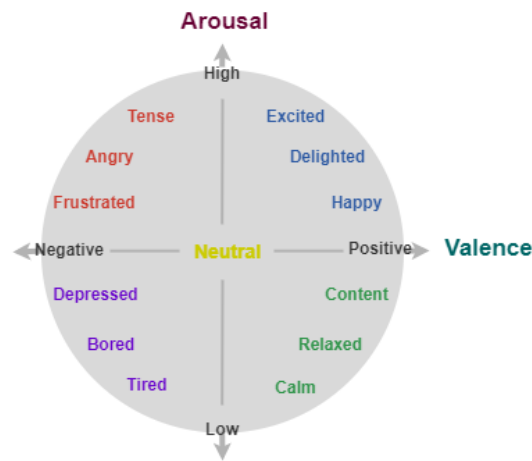 Arousal
High
Tense Excited
Angry Delighted
Frustrated Happy
Negative Neutral Positive Valence
Depressed Content
Bored Relaxed
Tired Calm
Low